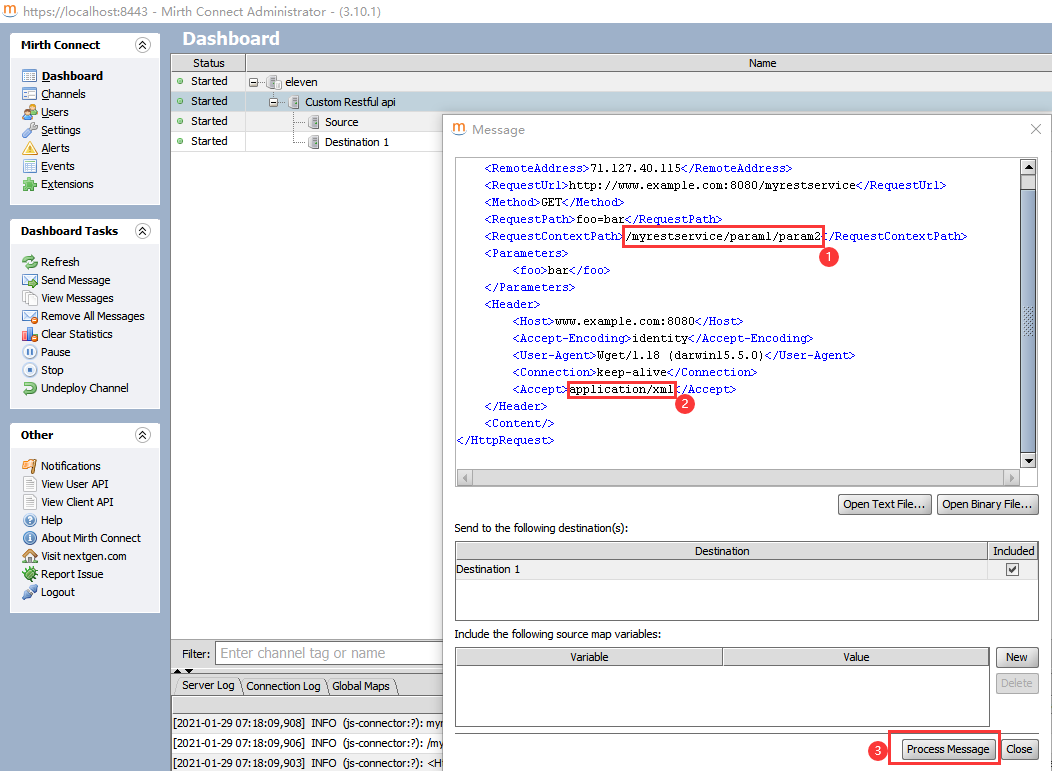 https://localhost:8443 - Mirth Connect Administrator - (3.10.1)
Mirth Connect
Dashboard
Channels
Users
Settings
Alerts
Events
Extensions
Dashboard Tasks
Refresh
Send Message
View Messages
Remove All Messages
Clear Statistics
Pause
Stop
Undeploy Channel
Other
Notifications
View User API
View Client API
Help
About Mirth Connect
Visit nextgen.com
Report Issue
Logout
Dashboard
Status Name
Started eleven
Started Custom Restful api
Started Source
Started Destination 1
Filter: Enter channel tag or name
Server Log Connection Log Global Maps
[2021-01-29 07:18:09,908] INFO (js-connector:?): myr
[2021-01-29 07:18:09,906] INFO (js-connector:?): /my
[2021-01-29 07:18:09,903] INFO (js-connector:?): <H
Message
<RemoteAddress>71.127.40.115</RemoteAddress>
<RequestUrl>http://www.example.com:8080/myrestservice</RequestUrl>
<Method>GET</Method>
<RequestPath>foo=bar</RequestPath>
<RequestContextPath>/myrestservice/param1/param2</RequestContextPath>
1
<Parameters>
<foo>bar</foo>
</Parameters>
<Header>
<Host>www.example.com:8080</Host>
<Accept-Encoding>identity</Accept-Encoding>
<User-Agent>Wget/1.18 (darwin15.5.0)</User-Agent>
<Connection>keep-alive</Connection>
<Accept>application/xml</Accept>
2
</Header>
<Content/>
</HttpRequest>
Open Text File... Open Binary File...
Send to the following destination(s):
Destination Included
Destination 1
Include the following source map variables:
Variable Value
New
Delete
3 Process Message Close